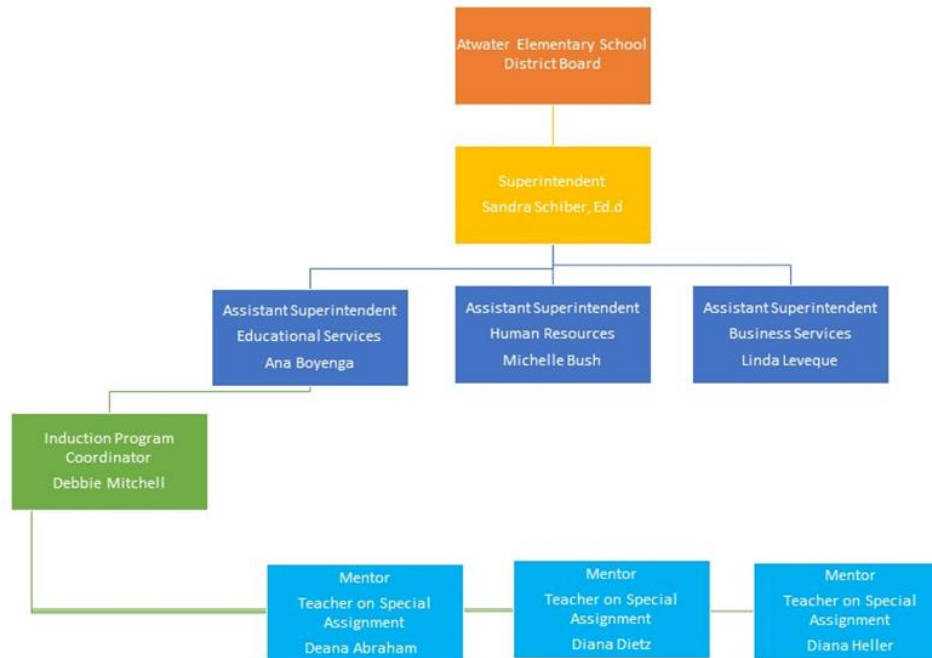 Atwater Elementary School
District Board
Superintendent
Sandra Schiber, Ed.d
Assistant Superintendent
Educational Services
Ana Boyenga
Assistant Superintendent
Human Resources
Michelle Bush
Assistant Superintendent
Business Services
Linda Leveque
Induction Program
Coordinator
Debbie Mitchell
Mentor
Teacher on Special
Assignment
Deana Abraham
Mentor
Teacher on Special
Assignment
Diana Dietz
Mentor
Teacher on Special
Assignment
Diana Heller